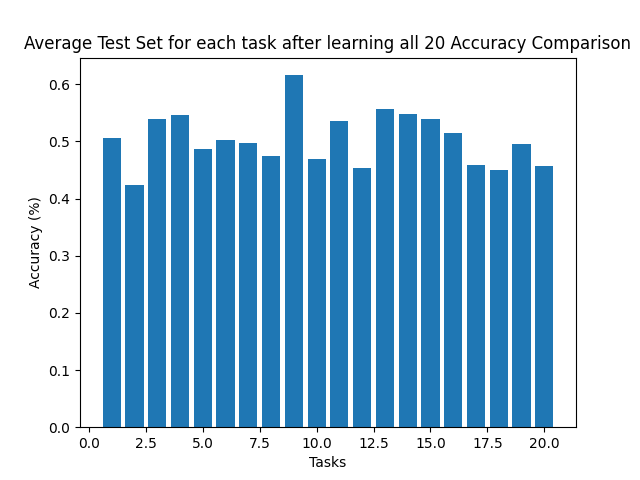 Average Test Set for each task after learning all 20 Accuracy Comparison
0.6
0.5
0.4
0.3
0.2
0.1
0.0
Accuracy (%)
0.0 2.5 5.0 7.5 10.0 12.5 15.0 17.5 20.0
Tasks